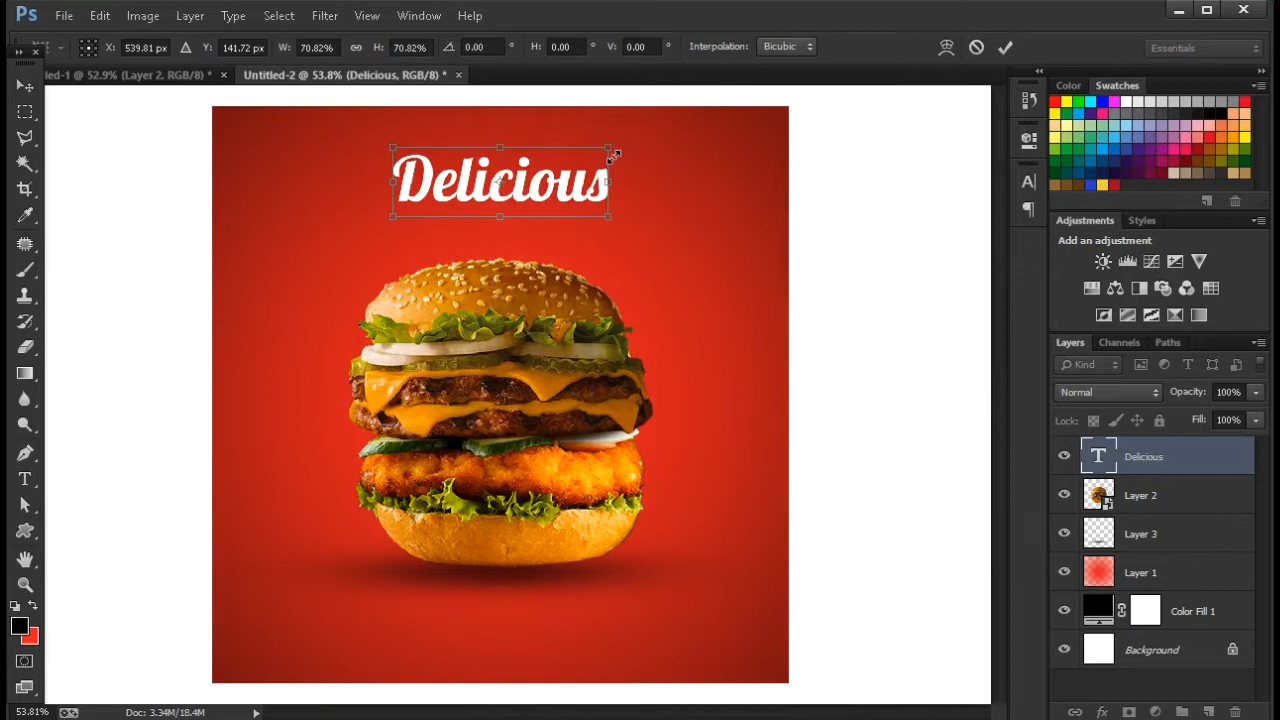 Ps File Edit Image Layer Type Select Filter View Window Help
X: 539.81 px Y: 141.72 px W: 70.82% H: 70.82% 0.00 ° H: 0.00 ° V: 0.00 ° Interpolation: Bicubic Essentials
led-1 @ 52.9% (Layer 2, RGB/8) * × Untitled-2 @ 53.8% (Delicious, RGB/8) * ×
Color Swatches
Delicious
Adjustments Styles
Add an adjustment
Layers Channels Paths
Kind
Normal Opacity: 100%
Lock: Fill: 100%
T Delicious
Layer 2
Layer 3
Layer 1
Color Fill 1
Background
53.81% Doc: 3.34M/18.4M